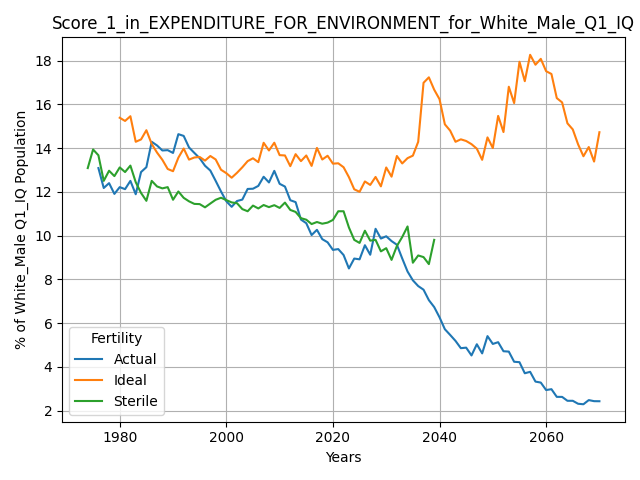 Score_1_in_EXPENDITURE_FOR_ENVIRONMENT_for_White_Male_Q1_IQ
% of White_Male Q1_IQ Population
18
16
14
12
10
8
6
4
2
Fertility
Actual
Ideal
Sterile
1980 2000 2020 2040 2060
Years